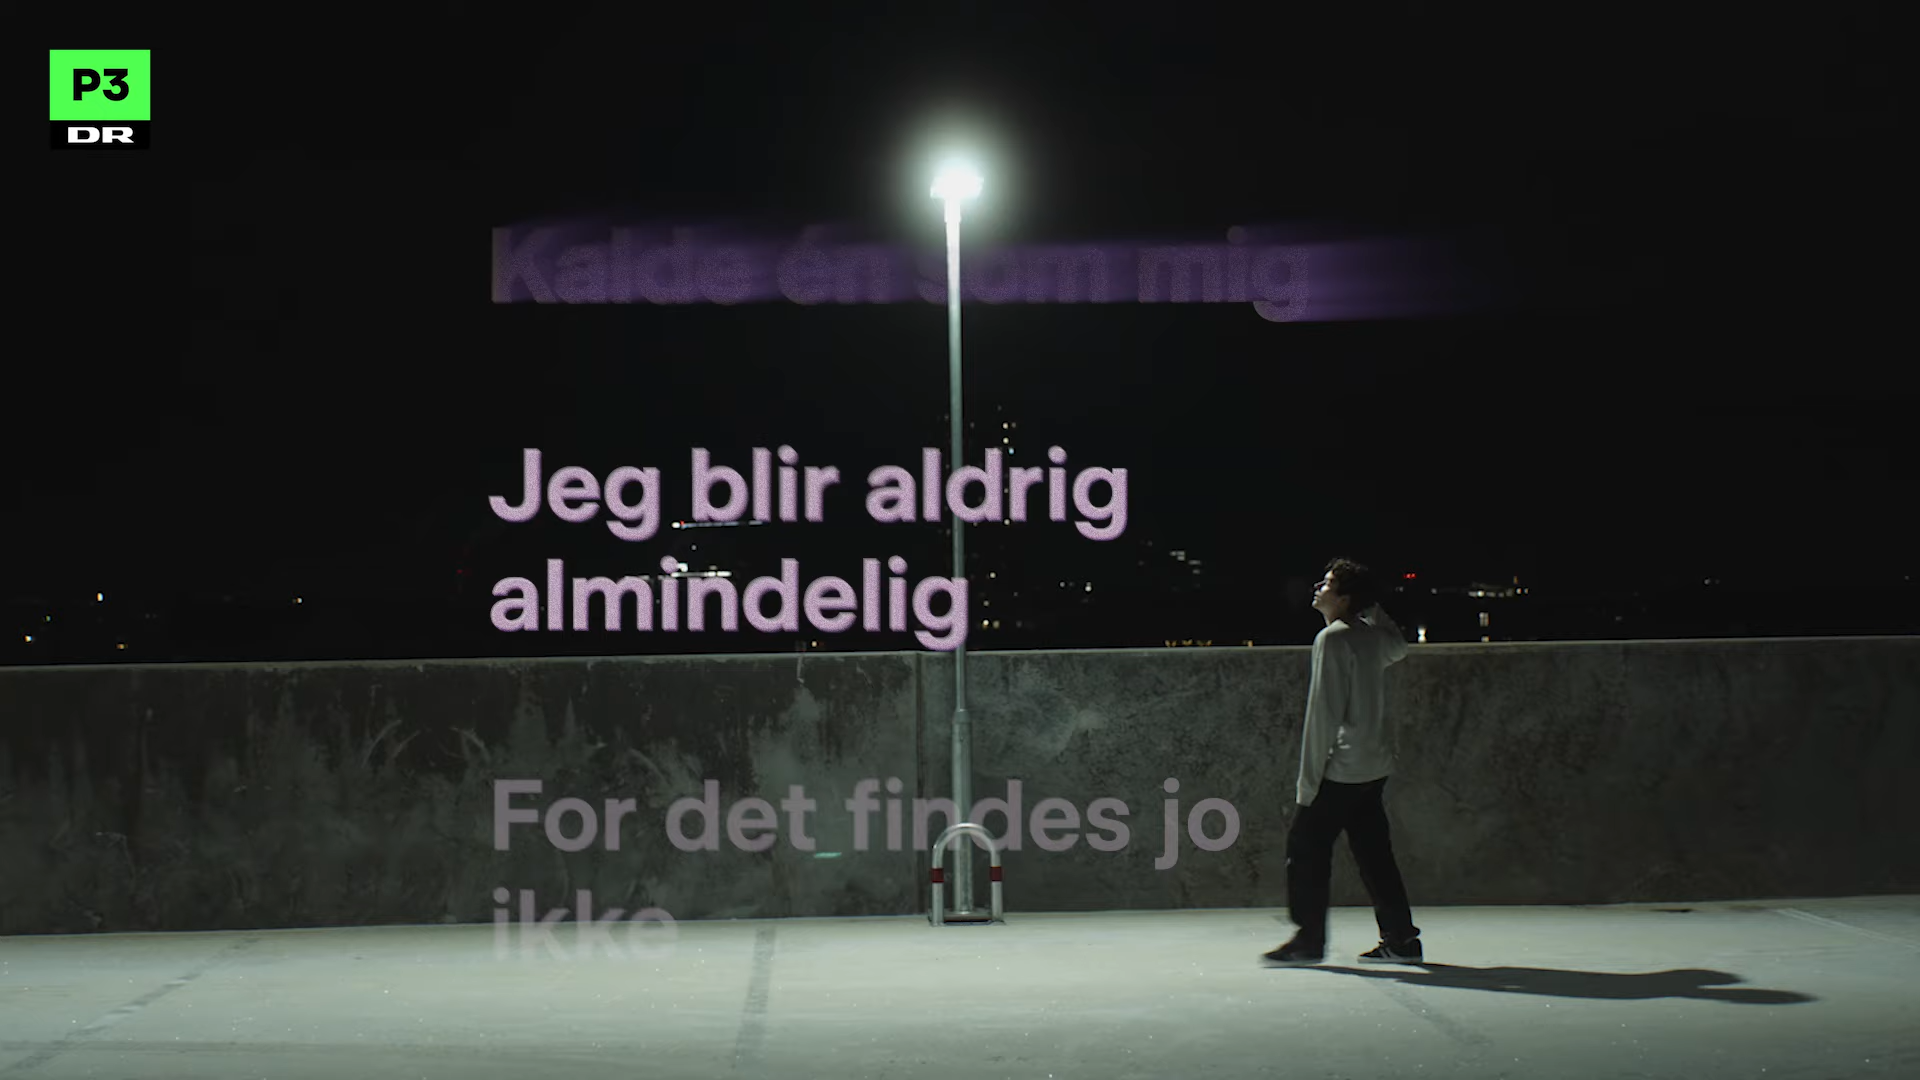 P3
DR
Kalde én som mig
Jeg blir aldrig
almindelig
For det findes jo
ikke